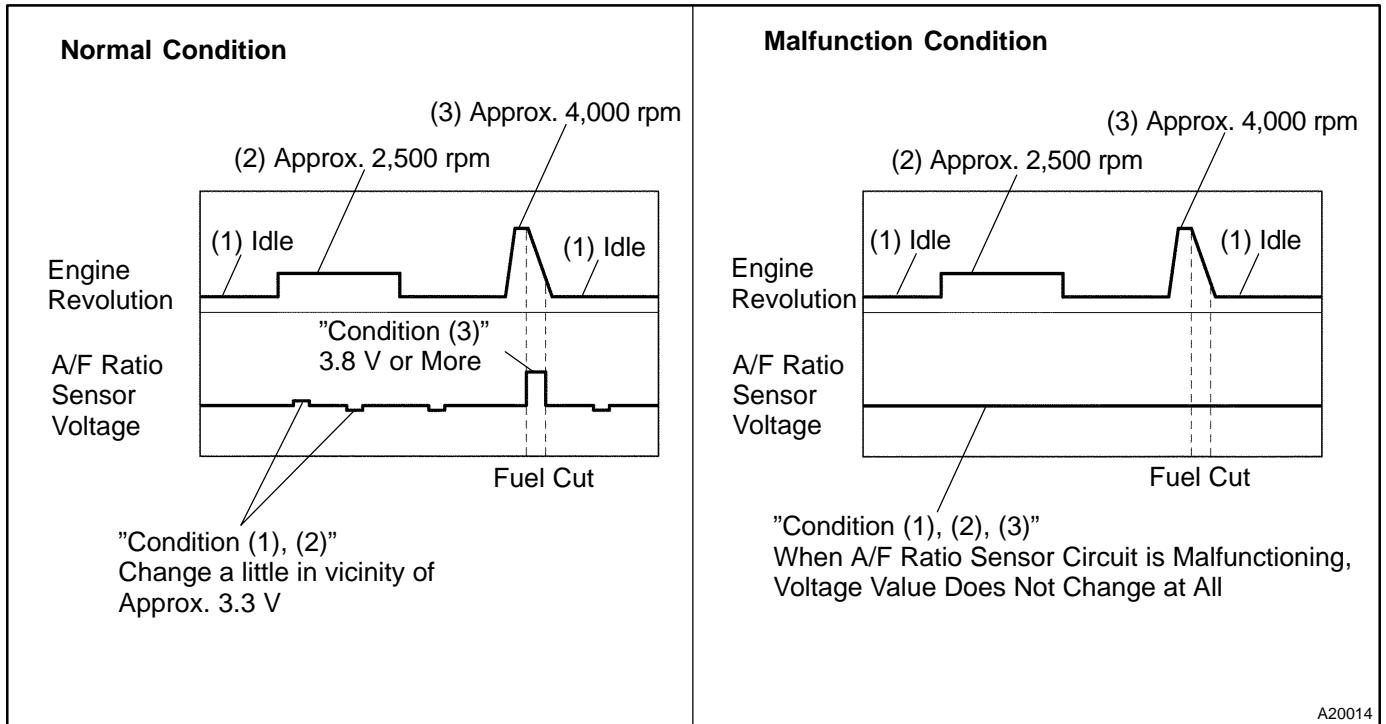 Normal Condition
(3) Approx. 4,000 rpm
(2) Approx. 2,500 rpm
(1) Idle
(1) Idle
Engine
Revolution
”Condition (3)”
3.8 V or More
A/F Ratio
Sensor
Voltage
Fuel Cut
”Condition (1), (2)”
Change a little in vicinity of
Approx. 3.3 V
Malfunction Condition
(3) Approx. 4,000 rpm
(2) Approx. 2,500 rpm
(1) Idle
(1) Idle
Engine
Revolution
A/F Ratio
Sensor
Voltage
Fuel Cut
”Condition (1), (2), (3)”
When A/F Ratio Sensor Circuit is Malfunctioning,
Voltage Value Does Not Change at All
A20014